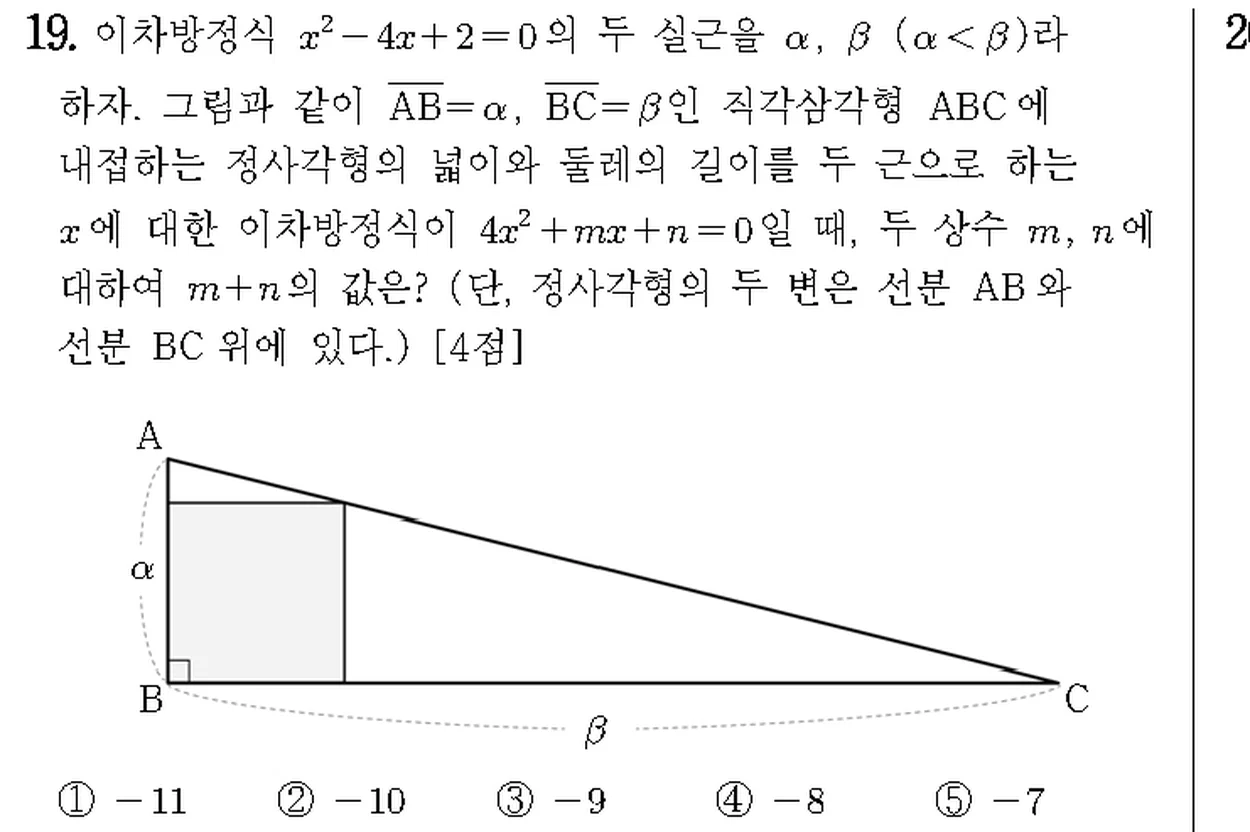 19. 이차방정식 x²−4x+2=0의 두 실근을 α, β (α<β)라
하자. 그림과 같이 A̅B̅=α, B̅C̅=β인 직각삼각형 ABC에
내접하는 정사각형의 넓이와 둘레의 길이를 두 근으로 하는
x에 대한 이차방정식이 4x²+mx+n=0일 때, 두 상수 m, n에
대하여 m+n의 값은? (단, 정사각형의 두 변은 선분 AB와
선분 BC 위에 있다.) [4점]
A
α
B
C
β
① −11 ② −10 ③ −9 ④ −8 ⑤ −7